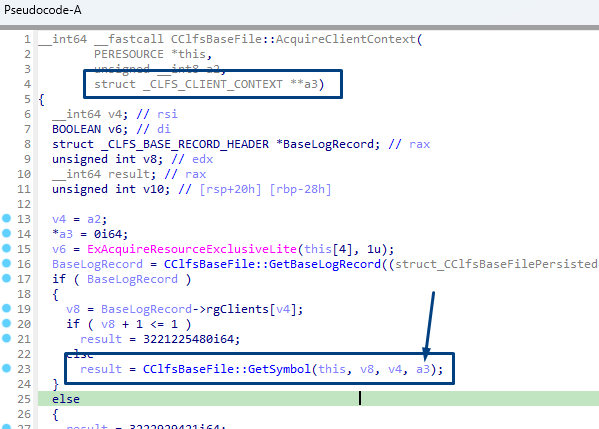 Pseudocode-A
1 __int64 __fastcall CClfsBaseFile::AcquireClientContext(
2 PERESOURCE *this,
3 unsigned __int8 a2,
4 struct _CLFS_CLIENT_CONTEXT **a3)
5 {
6 __int64 v4; // rsi
7 BOOLEAN v6; // di
8 struct _CLFS_BASE_RECORD_HEADER *BaseLogRecord; // rax
9 unsigned int v8; // edx
10 __int64 result; // rax
11 unsigned int v10; // [rsp+20h] [rbp-28h]
12
13 v4 = a2;
14 *a3 = 0i64;
15 v6 = ExAcquireResourceExclusiveLite(this[4], 1u);
16 BaseLogRecord = CClfsBaseFile::GetBaseLogRecord((struct_CClfsBaseFilePersisted
17 if ( BaseLogRecord )
18 {
19 v8 = BaseLogRecord->rgClients[v4];
20 if ( v8 + 1 <= 1 )
21 result = 3221225480i64;
22 else
23 result = CClfsBaseFile::GetSymbol(this, v8, v4, a3);
24 }
25 else
26 {
27 result = 3222929421i64;